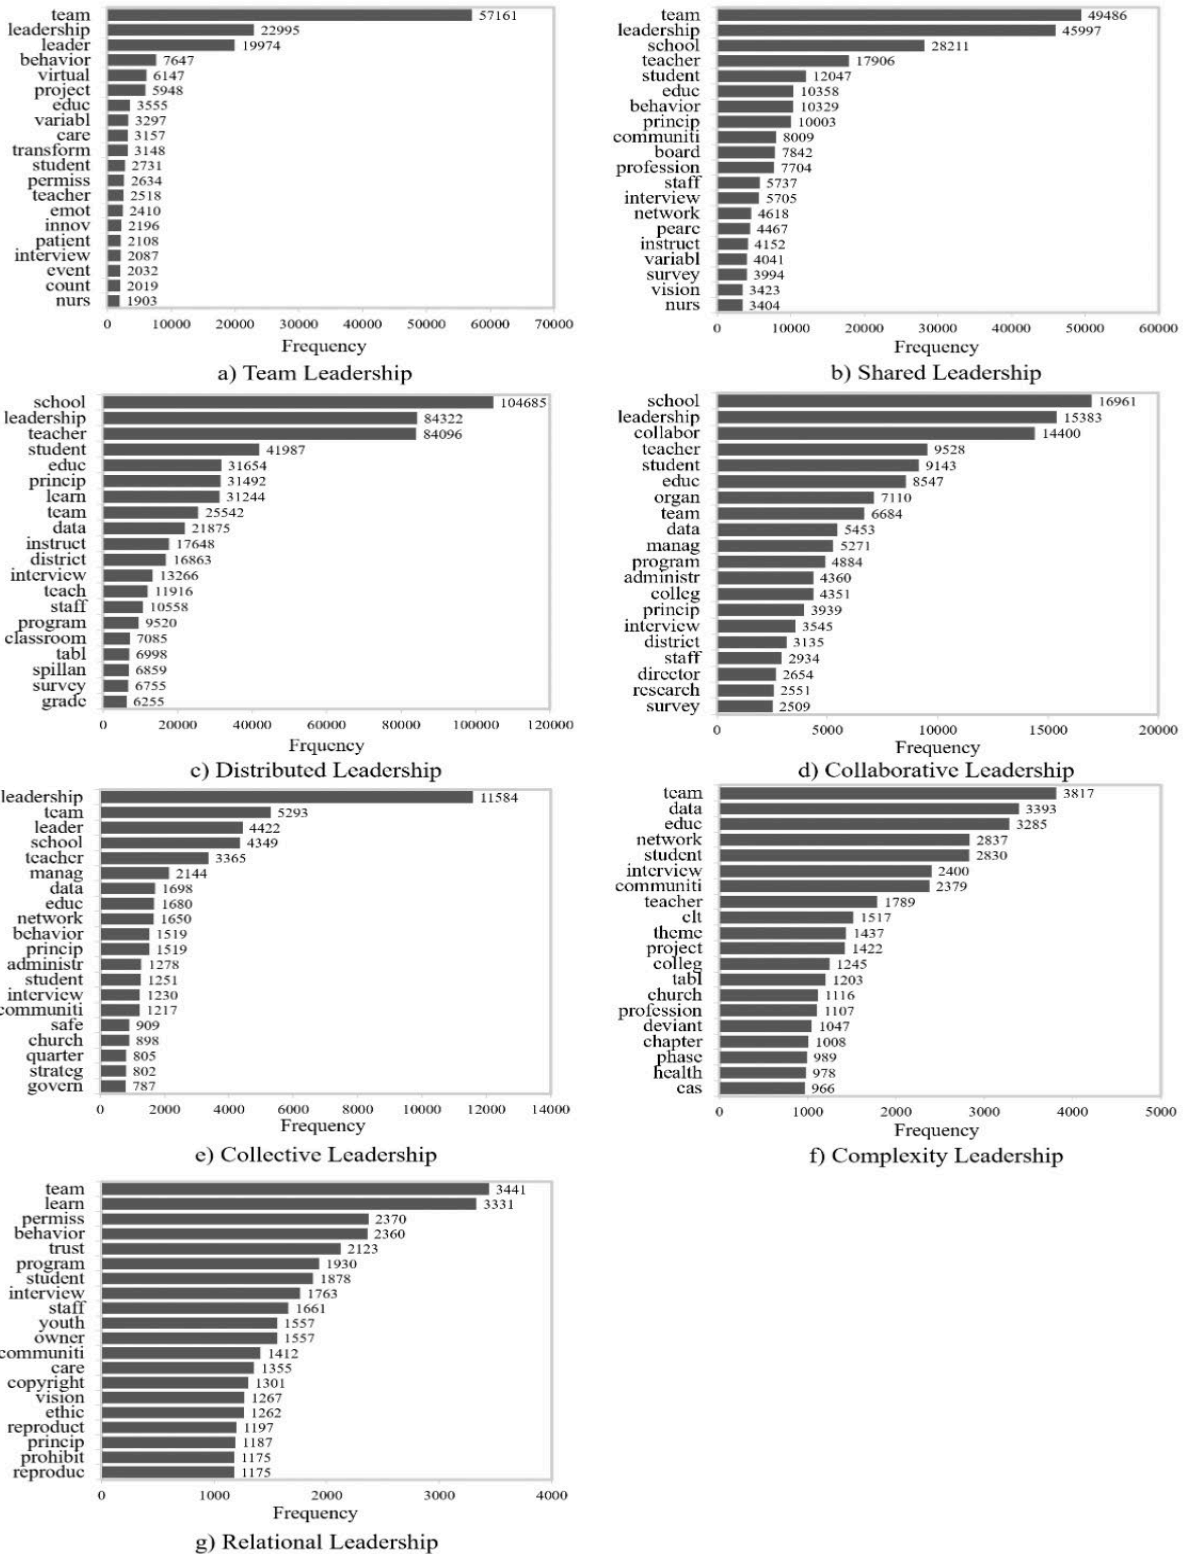 team 57161
leadership 22995
leader 19974
behavior 7647
virtual 6147
project 5948
educ 3555
variabl 3297
care 3157
transform 3148
student 2731
permiss 2634
teacher 2518
emot 2410
innov 2196
patient 2108
interview 2087
event 2032
count 2019
nurs 1903
0 10000 20000 30000 40000 50000 60000 70000
Frequency
a) Team Leadership
team 49486
leadership 45997
school 28211
teacher 17906
student 12047
educ 10358
behavior 10329
princip 10003
communiti 8009
board 7842
profession 7704
staff 5737
interview 5705
network 4618
pearc 4467
instruct 4152
variabl 4041
survey 3994
vision 3423
nurs 3404
0 10000 20000 30000 40000 50000 60000
Frequency
b) Shared Leadership
school 104685
leadership 84322
teacher 84096
student 41987
educ 31654
princip 31492
learn 31244
team 25542
data 21875
instruct 17648
district 16863
interview 13266
teach 11916
staff 10558
program 9520
classroom 7085
tabl 6998
spillan 6859
survey 6755
grade 6255
0 20000 40000 60000 80000 100000 120000
Frquency
c) Distributed Leadership
school 16961
leadership 15383
collabor 14400
teacher 9528
student 9143
educ 8547
organ 7110
team 6684
data 5453
manag 5271
program 4884
administr 4360
colleg 4351
princip 3939
interview 3545
district 3135
staff 2934
director 2654
research 2551
survey 2509
0 5000 10000 15000 20000
Frequency
d) Collaborative Leadership
leadership 11584
team 5293
leader 4422
school 4349
teacher 3365
manag 2144
data 1698
educ 1680
network 1650
behavior 1519
princip 1519
administr 1278
student 1251
interview 1230
communiti 1217
safe 909
church 898
quarter 805
strateg 802
govern 787
0 2000 4000 6000 8000 10000 12000 14000
Frequency
e) Collective Leadership
team 3817
data 3393
educ 3285
network 2837
student 2830
interview 2400
communiti 2379
teacher 1789
clt 1517
theme 1437
project 1422
colleg 1245
tabl 1203
church 1116
profession 1107
deviant 1047
chapter 1008
phase 989
health 978
cas 966
0 1000 2000 3000 4000 5000
Frequency
f) Complexity Leadership
team 3441
learn 3331
permiss 2370
behavior 2360
trust 2123
program 1930
student 1878
interview 1763
staff 1661
youth 1557
owner 1557
communiti 1412
care 1355
copyright 1301
vision 1267
ethic 1262
reproduct 1197
princip 1187
prohibit 1175
reproduc 1175
0 1000 2000 3000 4000
Frequency
g) Relational Leadership